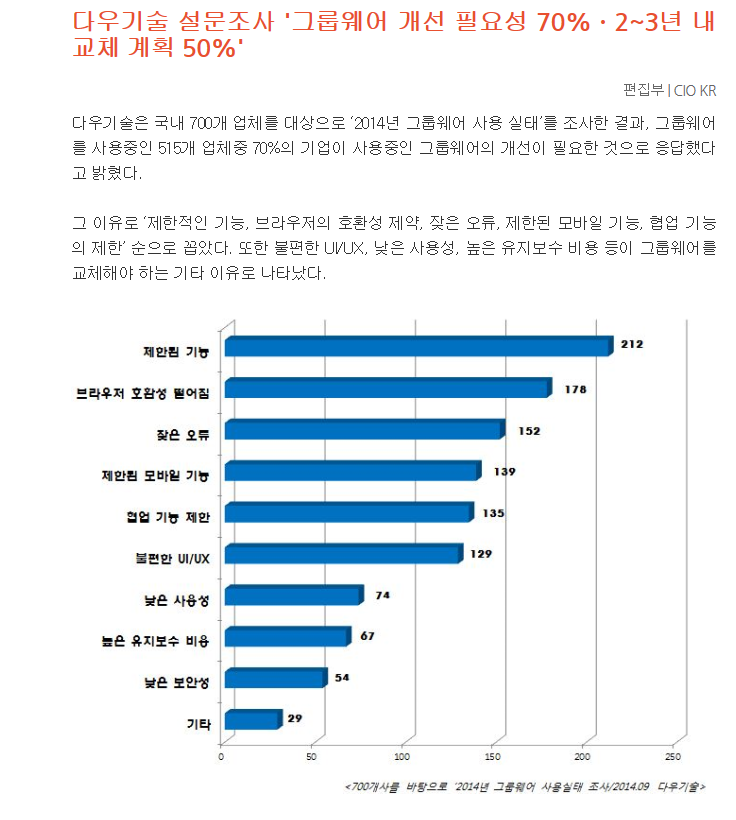 다우기술 설문조사 '그룹웨어 개선 필요성 70%·2~3년 내
교체 계획 50%'
편집부 | CIO KR
다우기술은 국내 700개 업체를 대상으로 '2014년 그룹웨어 사용 실태'를 조사한 결과, 그룹웨어
를 사용중인 515개 업체중 70%의 기업이 사용중인 그룹웨어의 개선이 필요한 것으로 응답했다
고 밝혔다.
그 이유로 '제한적인 기능, 브라우저의 호환성 제약, 잦은 오류, 제한된 모바일 기능, 협업 기능
의 제한' 순으로 꼽았다. 또한 불편한 UI/UX, 낮은 사용성, 높은 유지보수 비용 등이 그룹웨어를
교체해야 하는 기타 이유로 나타났다.
제한된 기능 212
브라우저 호환성 떨어짐 178
잦은 오류 152
제한된 모바일 기능 139
협업 기능 제한 135
불편한 UI/UX 129
낮은 사용성 74
높은 유지보수 비용 67
낮은 보안성 54
기타 29
0 50 100 150 200 250
<700개사를 바탕으로 '2014년 그룹웨어 사용실태 조사/2014.09 다우기술>